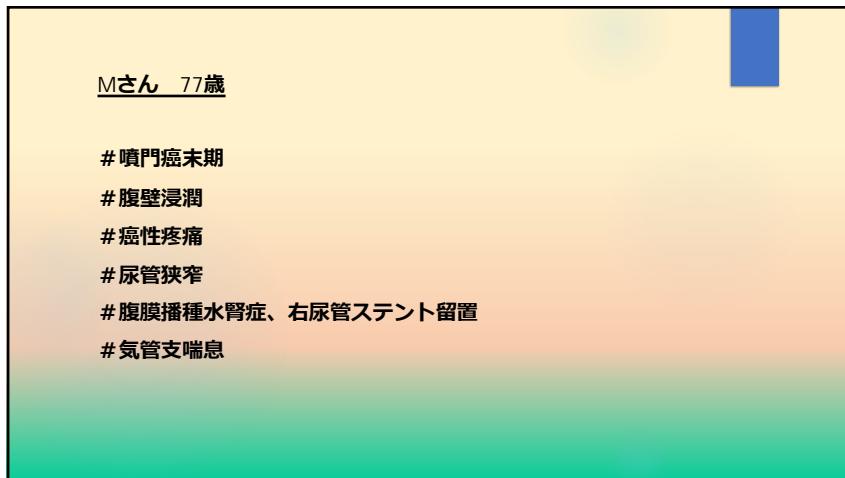 Mさん　77歳
＃噴門癌末期
＃腹壁浸潤
＃癌性疼痛
＃尿管狭窄
＃腹膜播種水腎症、右尿管ステント留置
＃気管支喘息